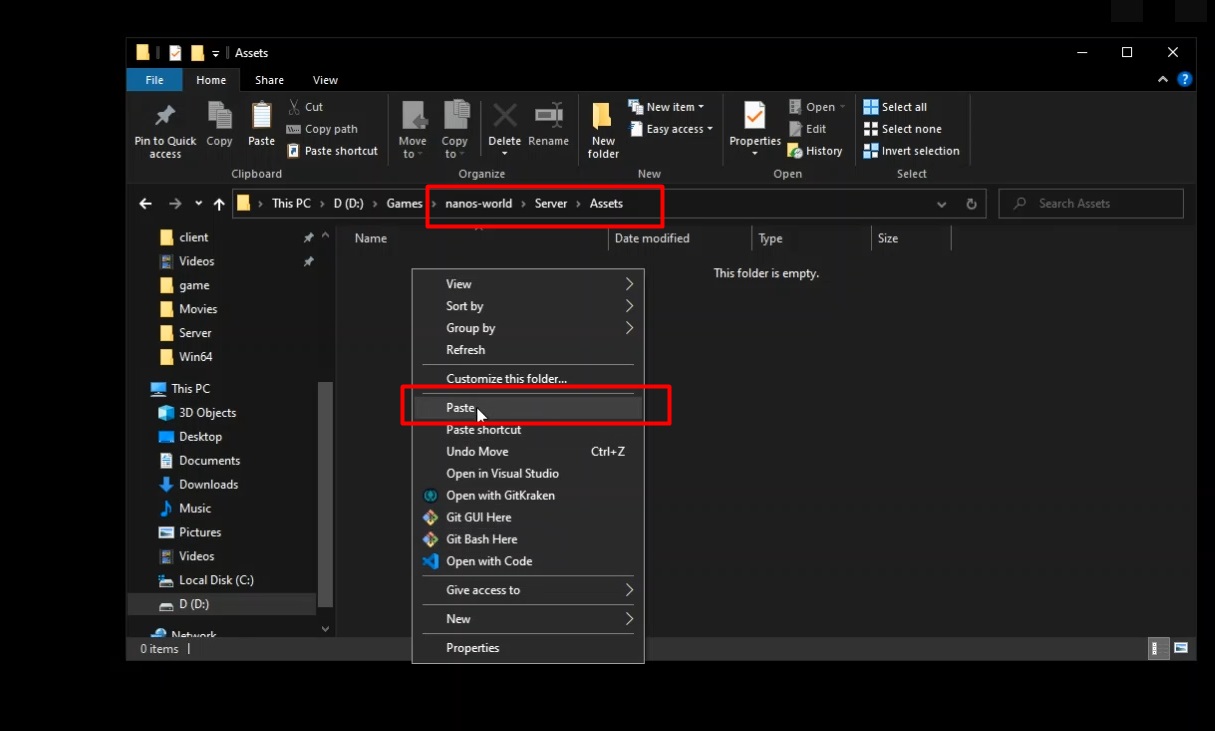 Assets
File Home Share View
Pin to Quick access
Copy
Paste
Cut
Copy path
Paste shortcut
Clipboard
Move to
Copy to
Delete
Rename
Organize
New folder
New item
Easy access
New
Properties
Open
Edit
History
Open
Select all
Select none
Invert selection
Select
This PC › D (D:) › Games › nanos-world › Server › Assets
Search Assets
client
Videos
game
Movies
Server
Win64
This PC
3D Objects
Desktop
Documents
Downloads
Music
Pictures
Videos
Local Disk (C:)
D (D:)
Network
Name Date modified Type Size
This folder is empty.
View
Sort by
Group by
Refresh
Customize this folder...
Paste
Paste shortcut
Undo Move Ctrl+Z
Open in Visual Studio
Open with GitKraken
Git GUI Here
Git Bash Here
Open with Code
Give access to
New
Properties
0 items